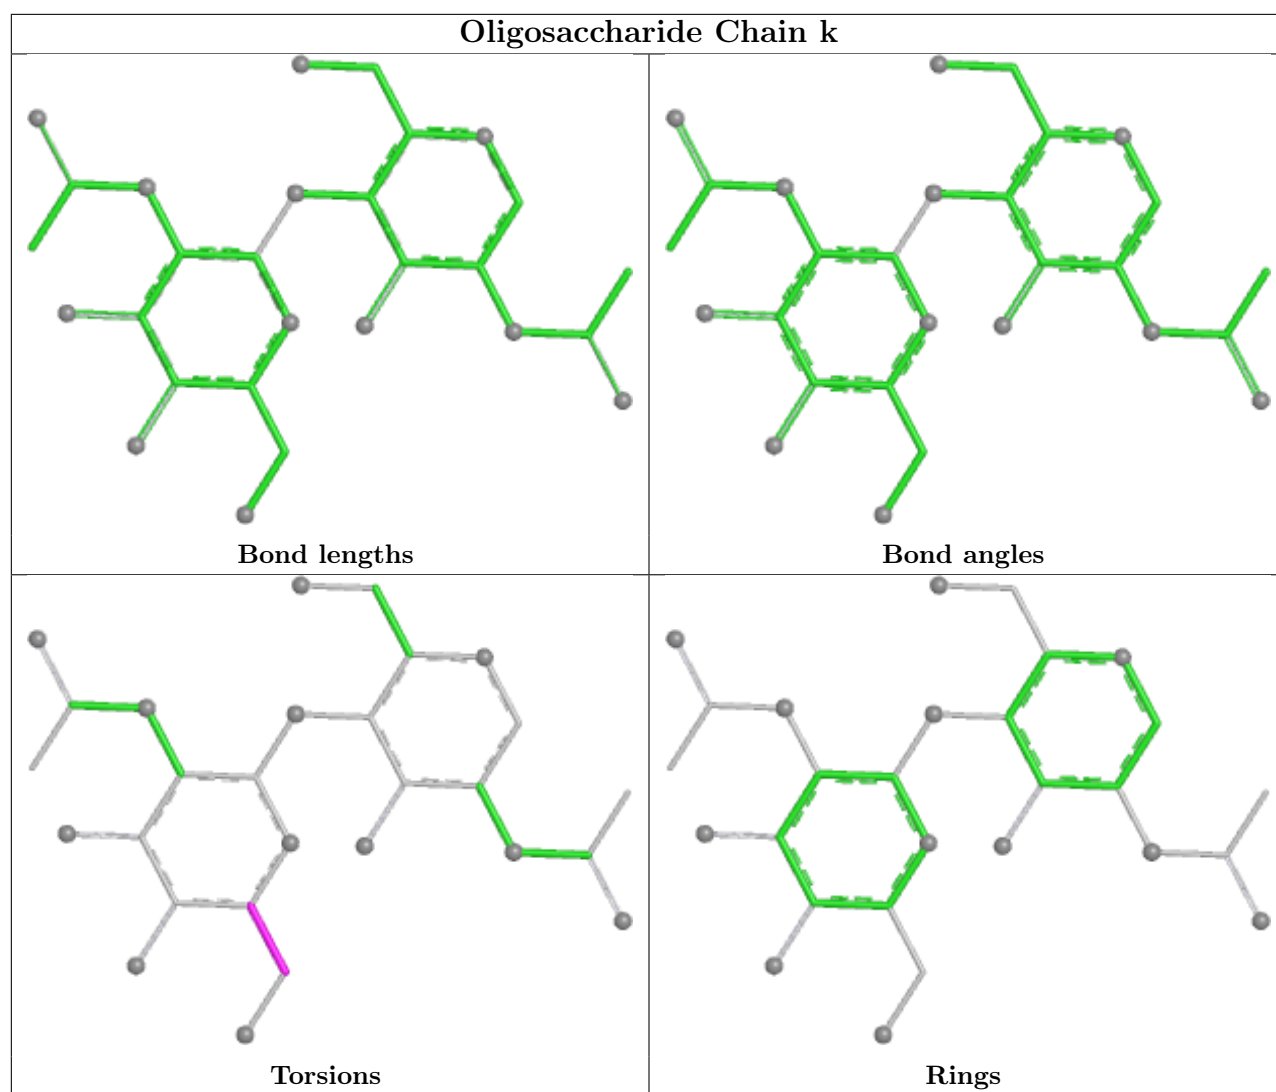 Oligosaccharide Chain k
Bond lengths
Bond angles
Torsions
Rings